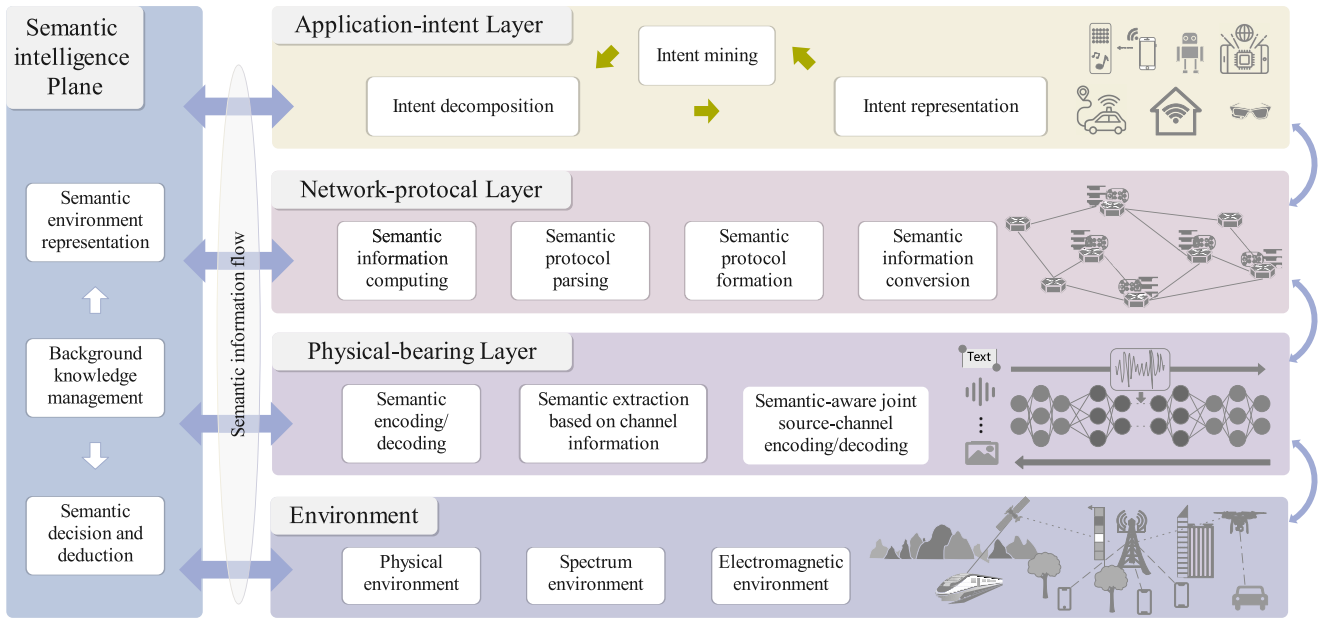 Semantic
intelligence
Plane
Semantic
environment
representation
Background
knowledge
management
Semantic
decision and
deduction
Semantic information flow
Application-intent Layer
Intent mining
Intent decomposition
Intent representation
Network-protocal Layer
Semantic
information
computing
Semantic
protocol
parsing
Semantic
protocol
formation
Semantic
information
conversion
Physical-bearing Layer
Semantic
encoding/
decoding
Semantic extraction
based on channel
information
Semantic-aware joint
source-channel
encoding/decoding
Text
Environment
Physical
environment
Spectrum
environment
Electromagnetic
environment